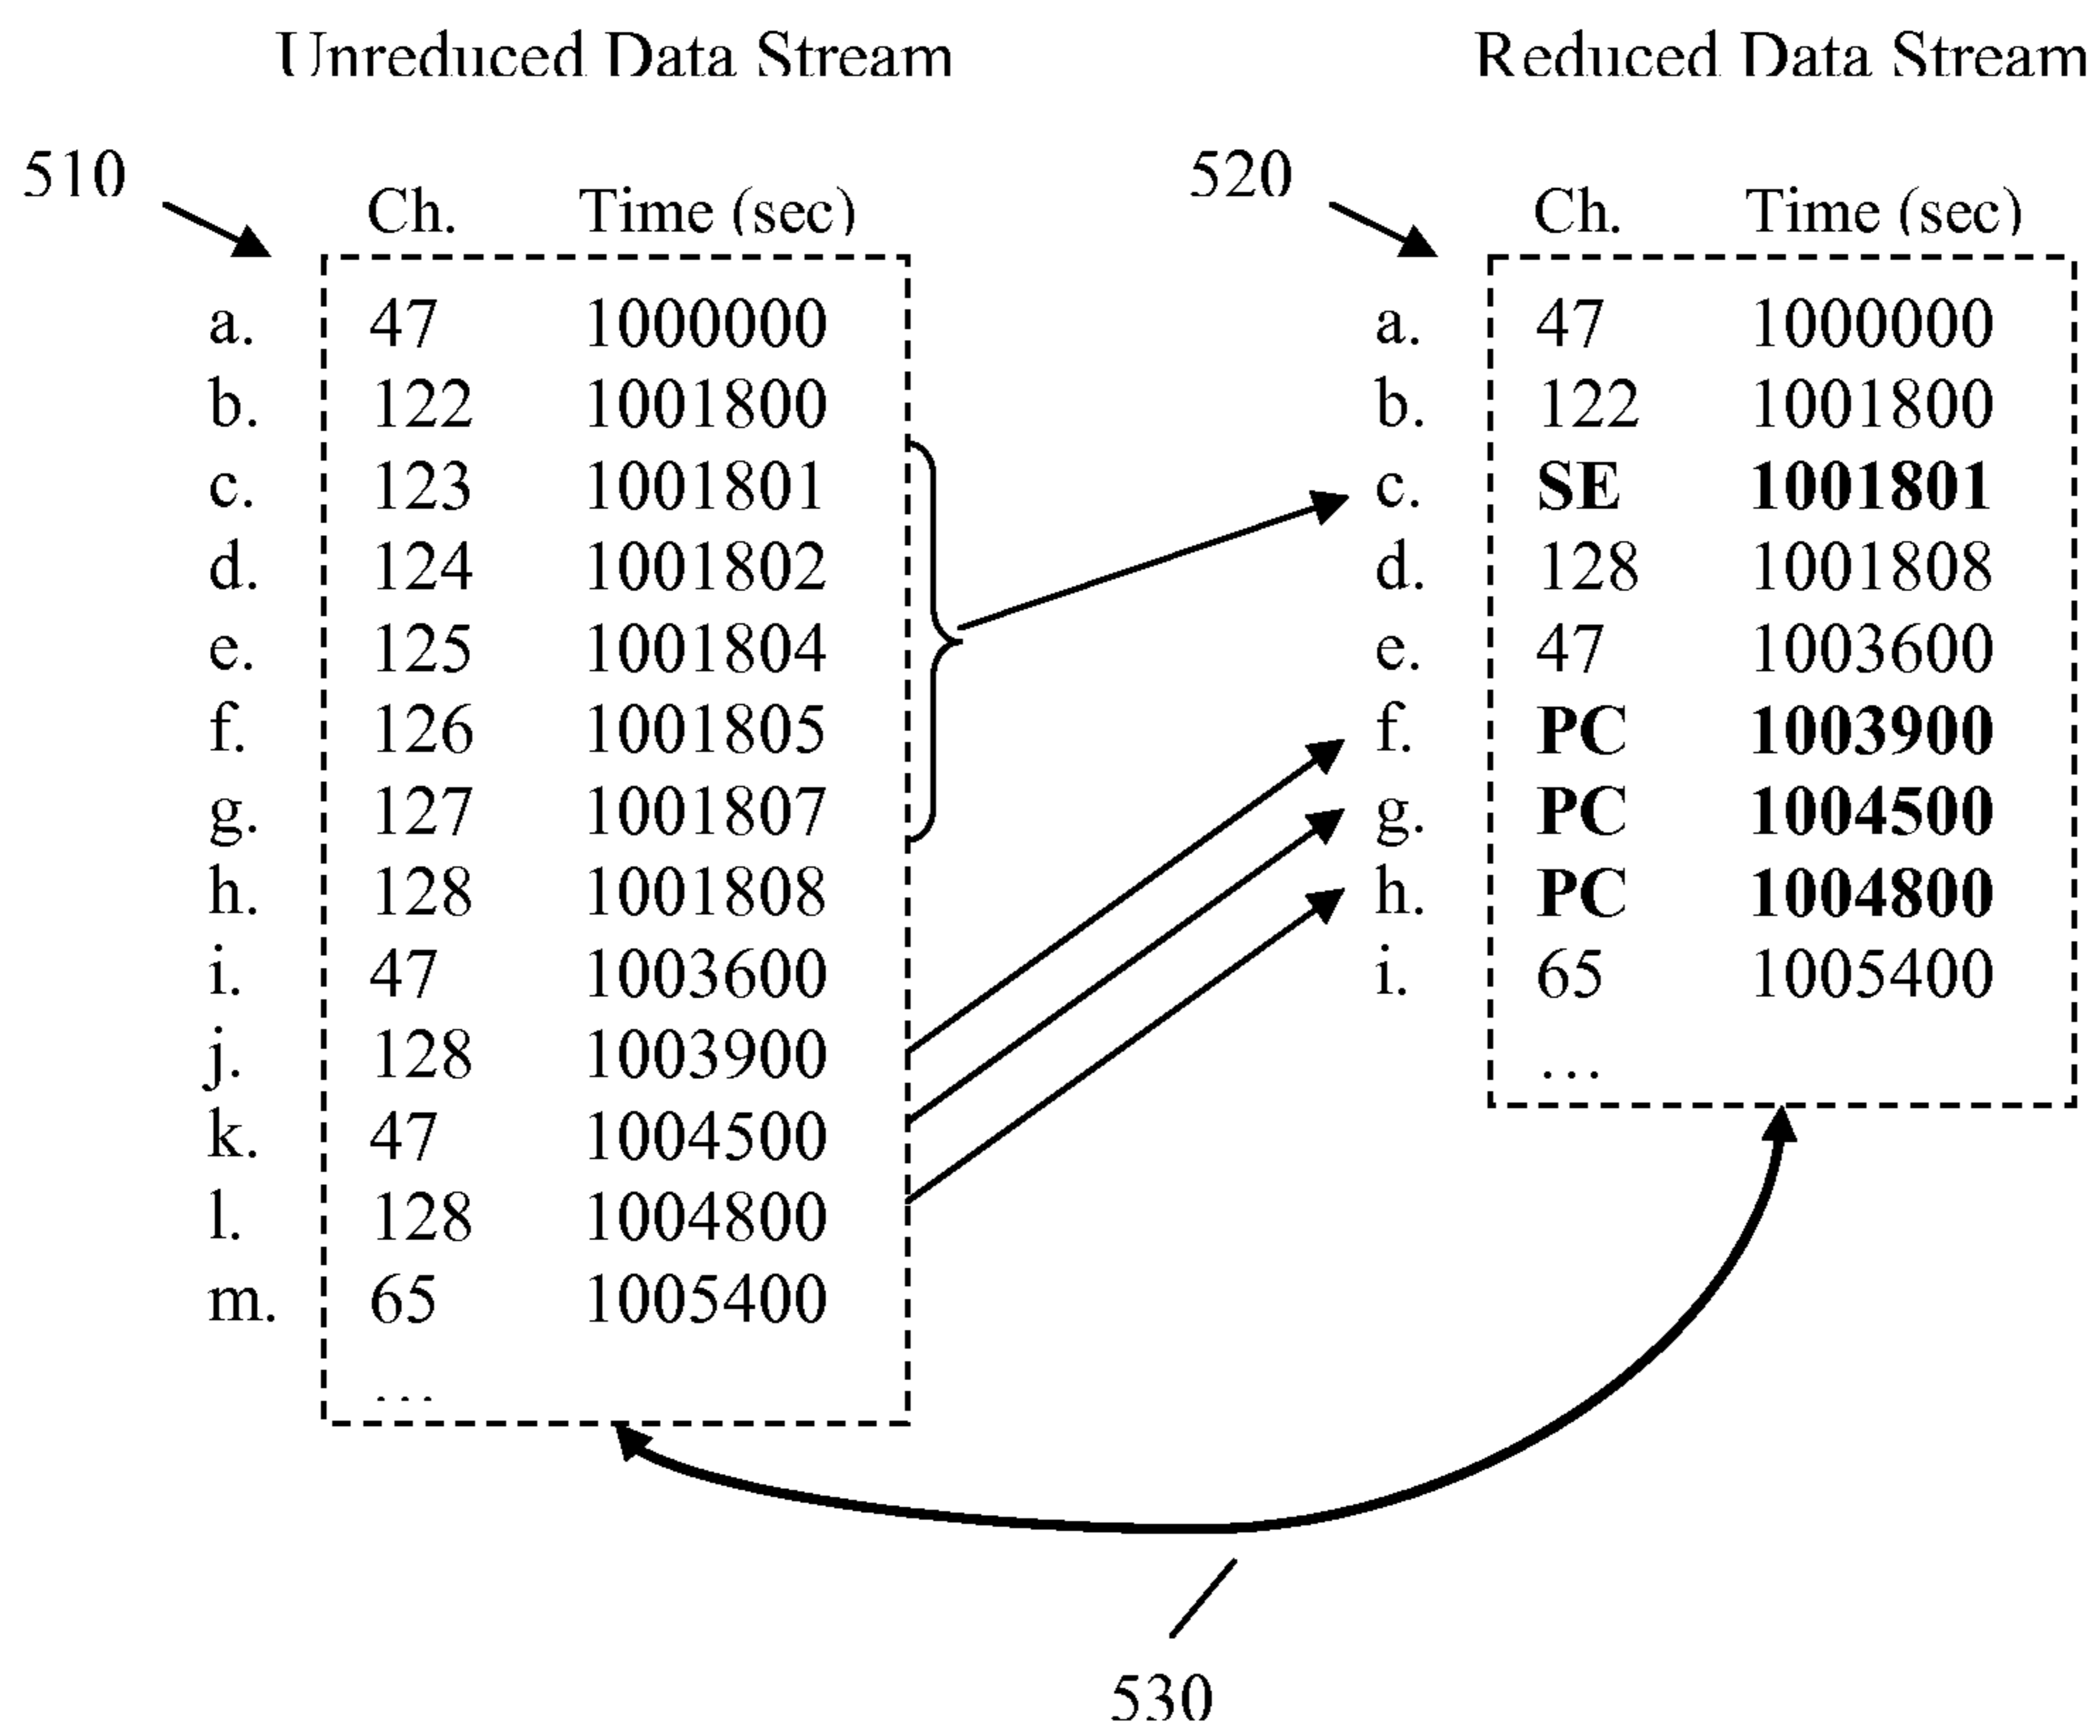 Unreduced Data Stream Reduced Data Stream
510 520
Ch. Time (sec) Ch. Time (sec)
a. 47 1000000 a. 47 1000000
b. 122 1001800 b. 122 1001800
c. 123 1001801 c. SE 1001801
d. 124 1001802 d. 128 1001808
e. 125 1001804 e. 47 1003600
f. 126 1001805 f. PC 1003900
g. 127 1001807 g. PC 1004500
h. 128 1001808 h. PC 1004800
i. 47 1003600 i. 65 1005400
j. 128 1003900 ...
k. 47 1004500
l. 128 1004800
m. 65 1005400
...
530